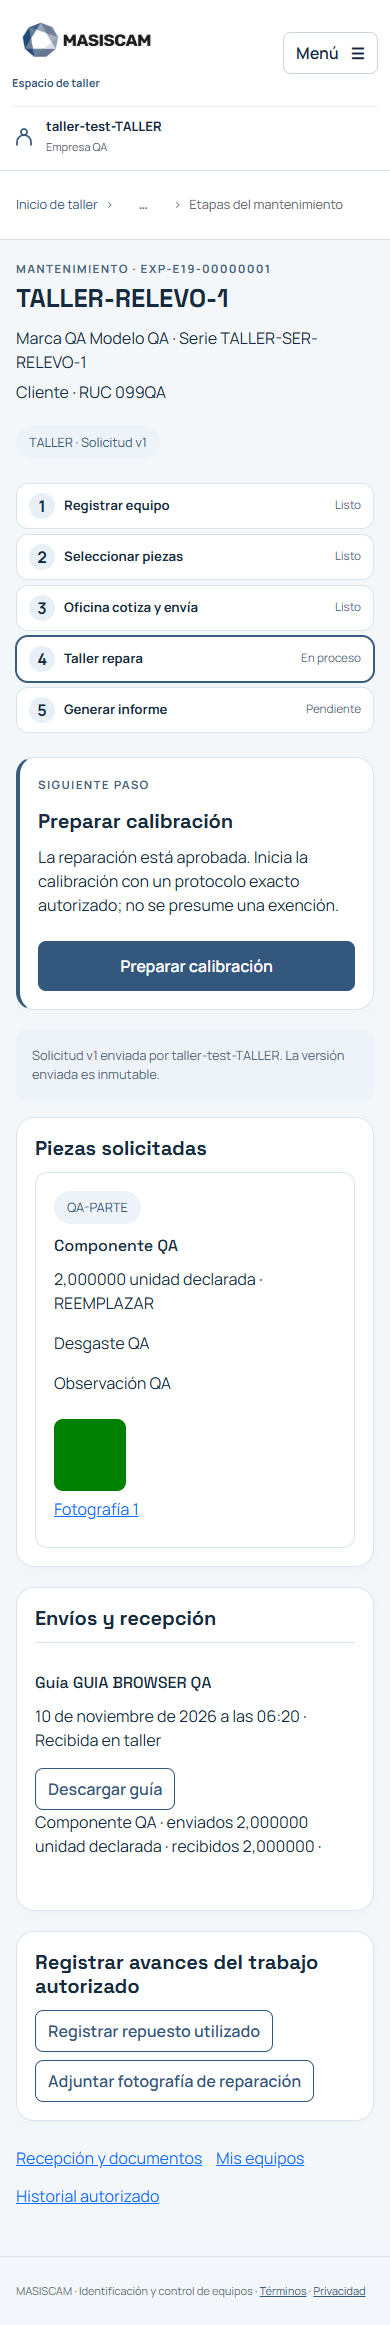 MASISCAM
Menú ☰
Espacio de taller
taller-test-TALLER
Empresa QA
Inicio de taller › … › Etapas del mantenimiento
MANTENIMIENTO · EXP-E19-00000001
TALLER-RELEVO-1
Marca QA Modelo QA · Serie TALLER-SER-
RELEVO-1
Cliente · RUC 099QA
TALLER · Solicitud v1
1 Registrar equipo Listo
2 Seleccionar piezas Listo
3 Oficina cotiza y envía Listo
4 Taller repara En proceso
5 Generar informe Pendiente
SIGUIENTE PASO
Preparar calibración
La reparación está aprobada. Inicia la
calibración con un protocolo exacto
autorizado; no se presume una exención.
Preparar calibración
Solicitud v1 enviada por taller-test-TALLER. La versión
enviada es inmutable.
Piezas solicitadas
QA-PARTE
Componente QA
2,000000 unidad declarada ·
REEMPLAZAR
Desgaste QA
Observación QA
Fotografía 1
Envíos y recepción
Guía GUIA BROWSER QA
10 de noviembre de 2026 a las 06:20 ·
Recibida en taller
Descargar guía
Componente QA · enviados 2,000000
unidad declarada · recibidos 2,000000 ·
Registrar avances del trabajo
autorizado
Registrar repuesto utilizado
Adjuntar fotografía de reparación
Recepción y documentos Mis equipos
Historial autorizado
MASISCAM · Identificación y control de equipos · Términos · Privacidad